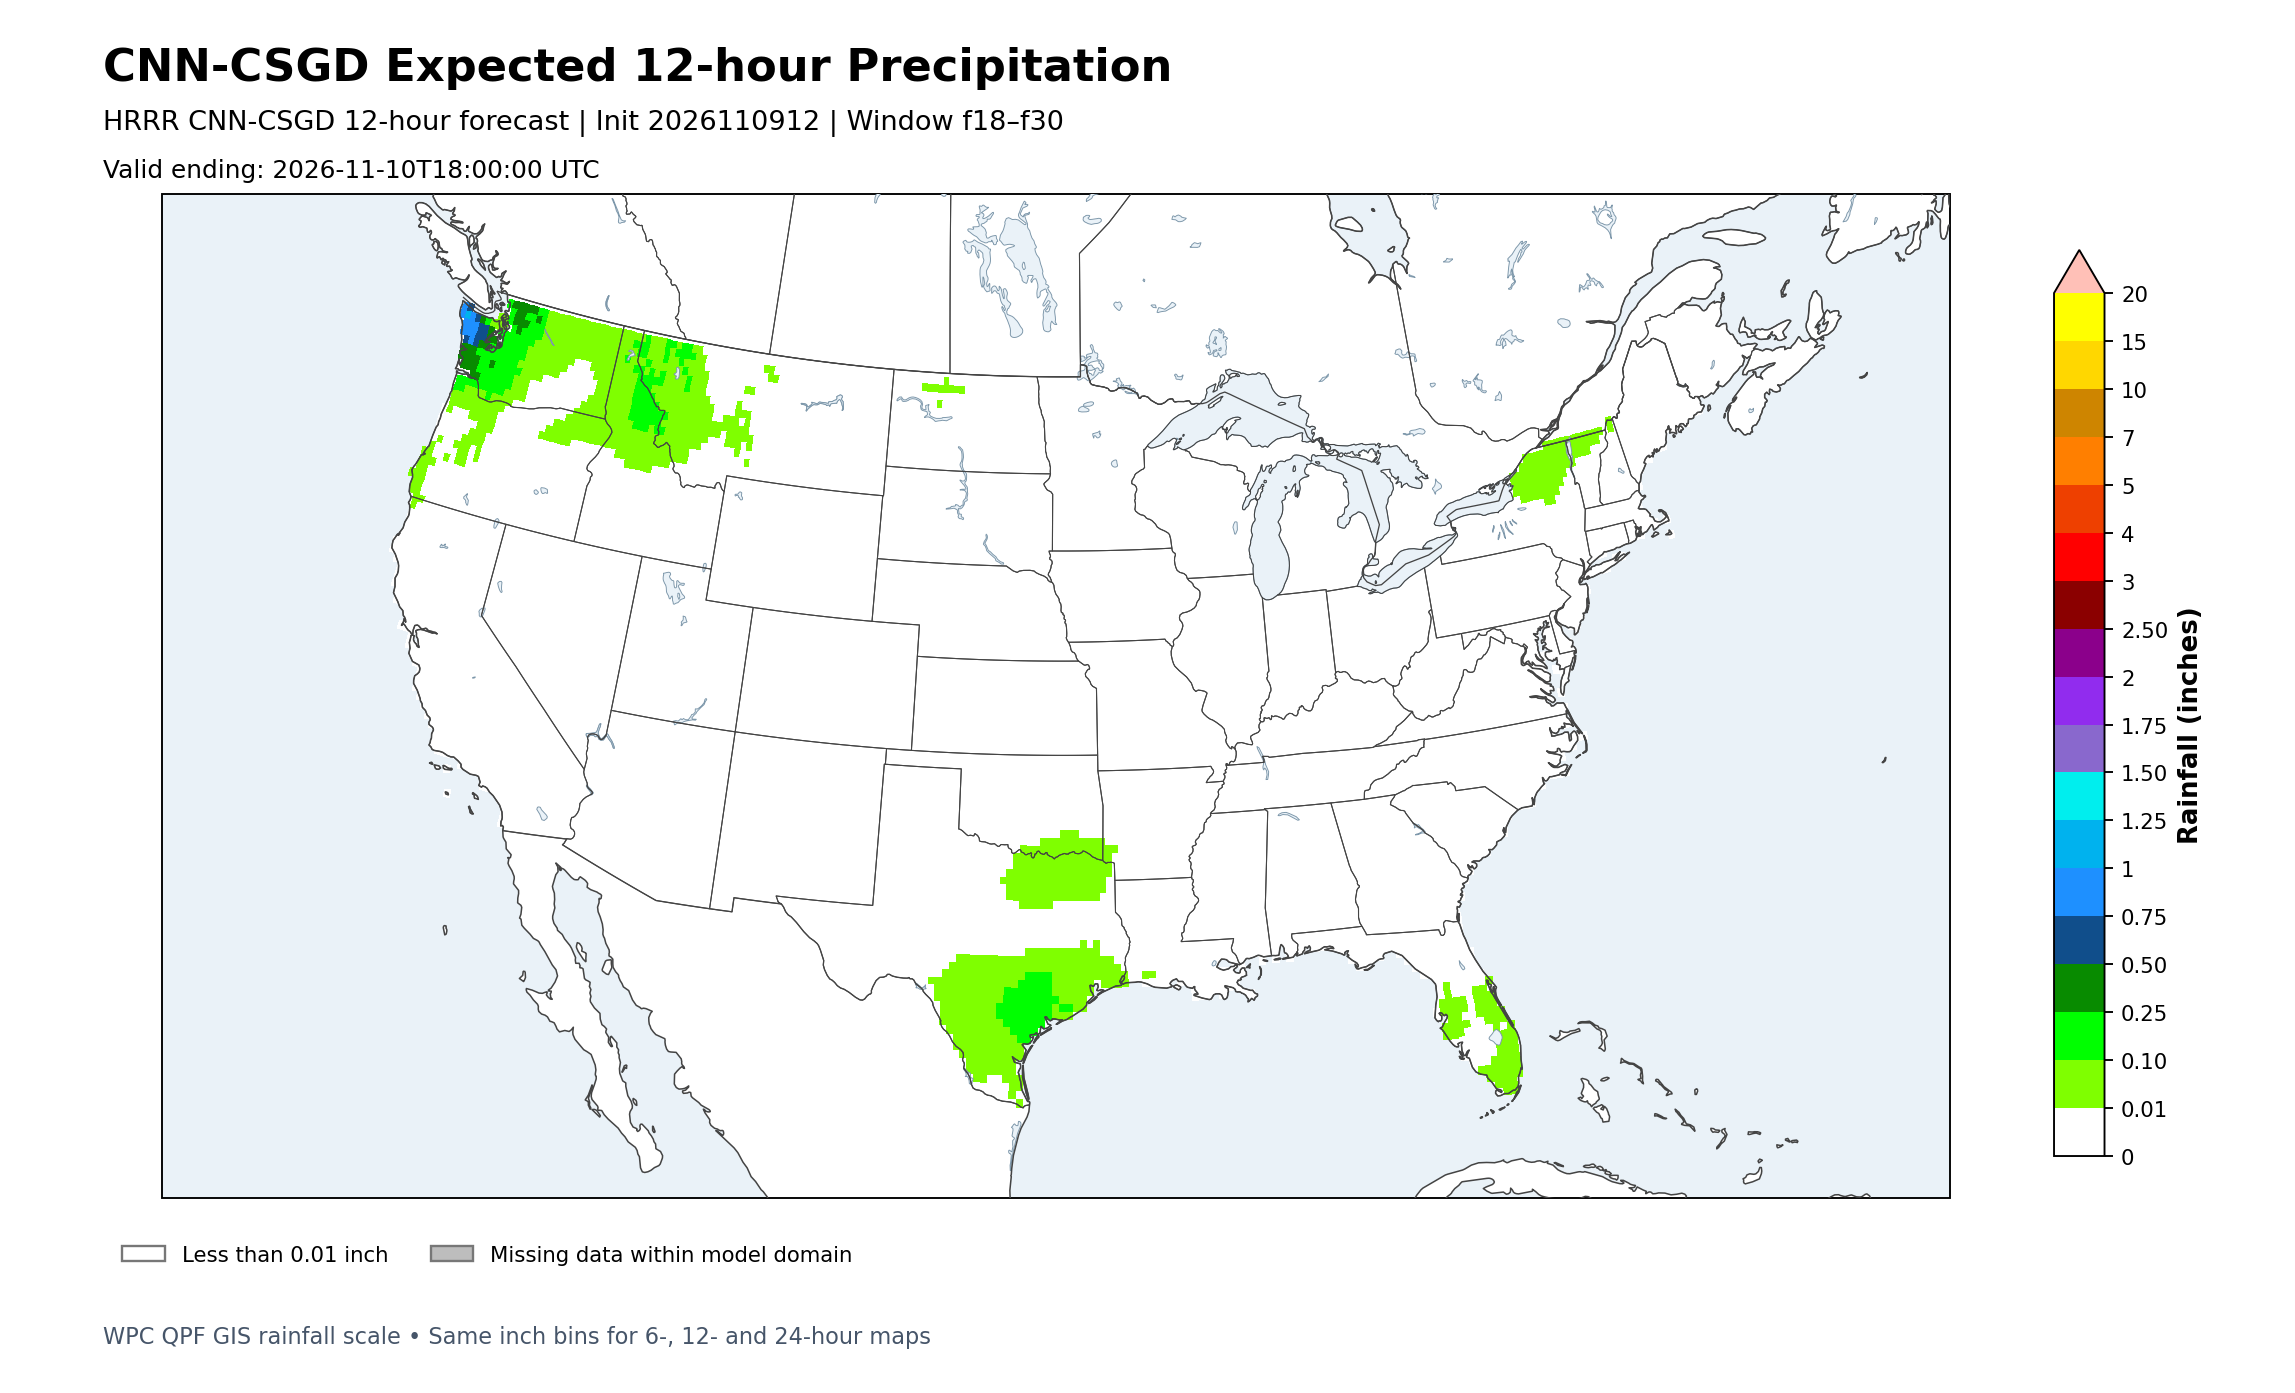 CNN-CSGD Expected 12-hour Precipitation
HRRR CNN-CSGD 12-hour forecast | Init 2026110912 | Window f18–f30
Valid ending: 2026-11-10T18:00:00 UTC
20
15
10
7
5
4
3
2.50
2
1.75
1.50
1.25
1
0.75
0.50
0.25
0.10
0.01
0
Rainfall (inches)
Less than 0.01 inch
Missing data within model domain
WPC QPF GIS rainfall scale • Same inch bins for 6-, 12- and 24-hour maps